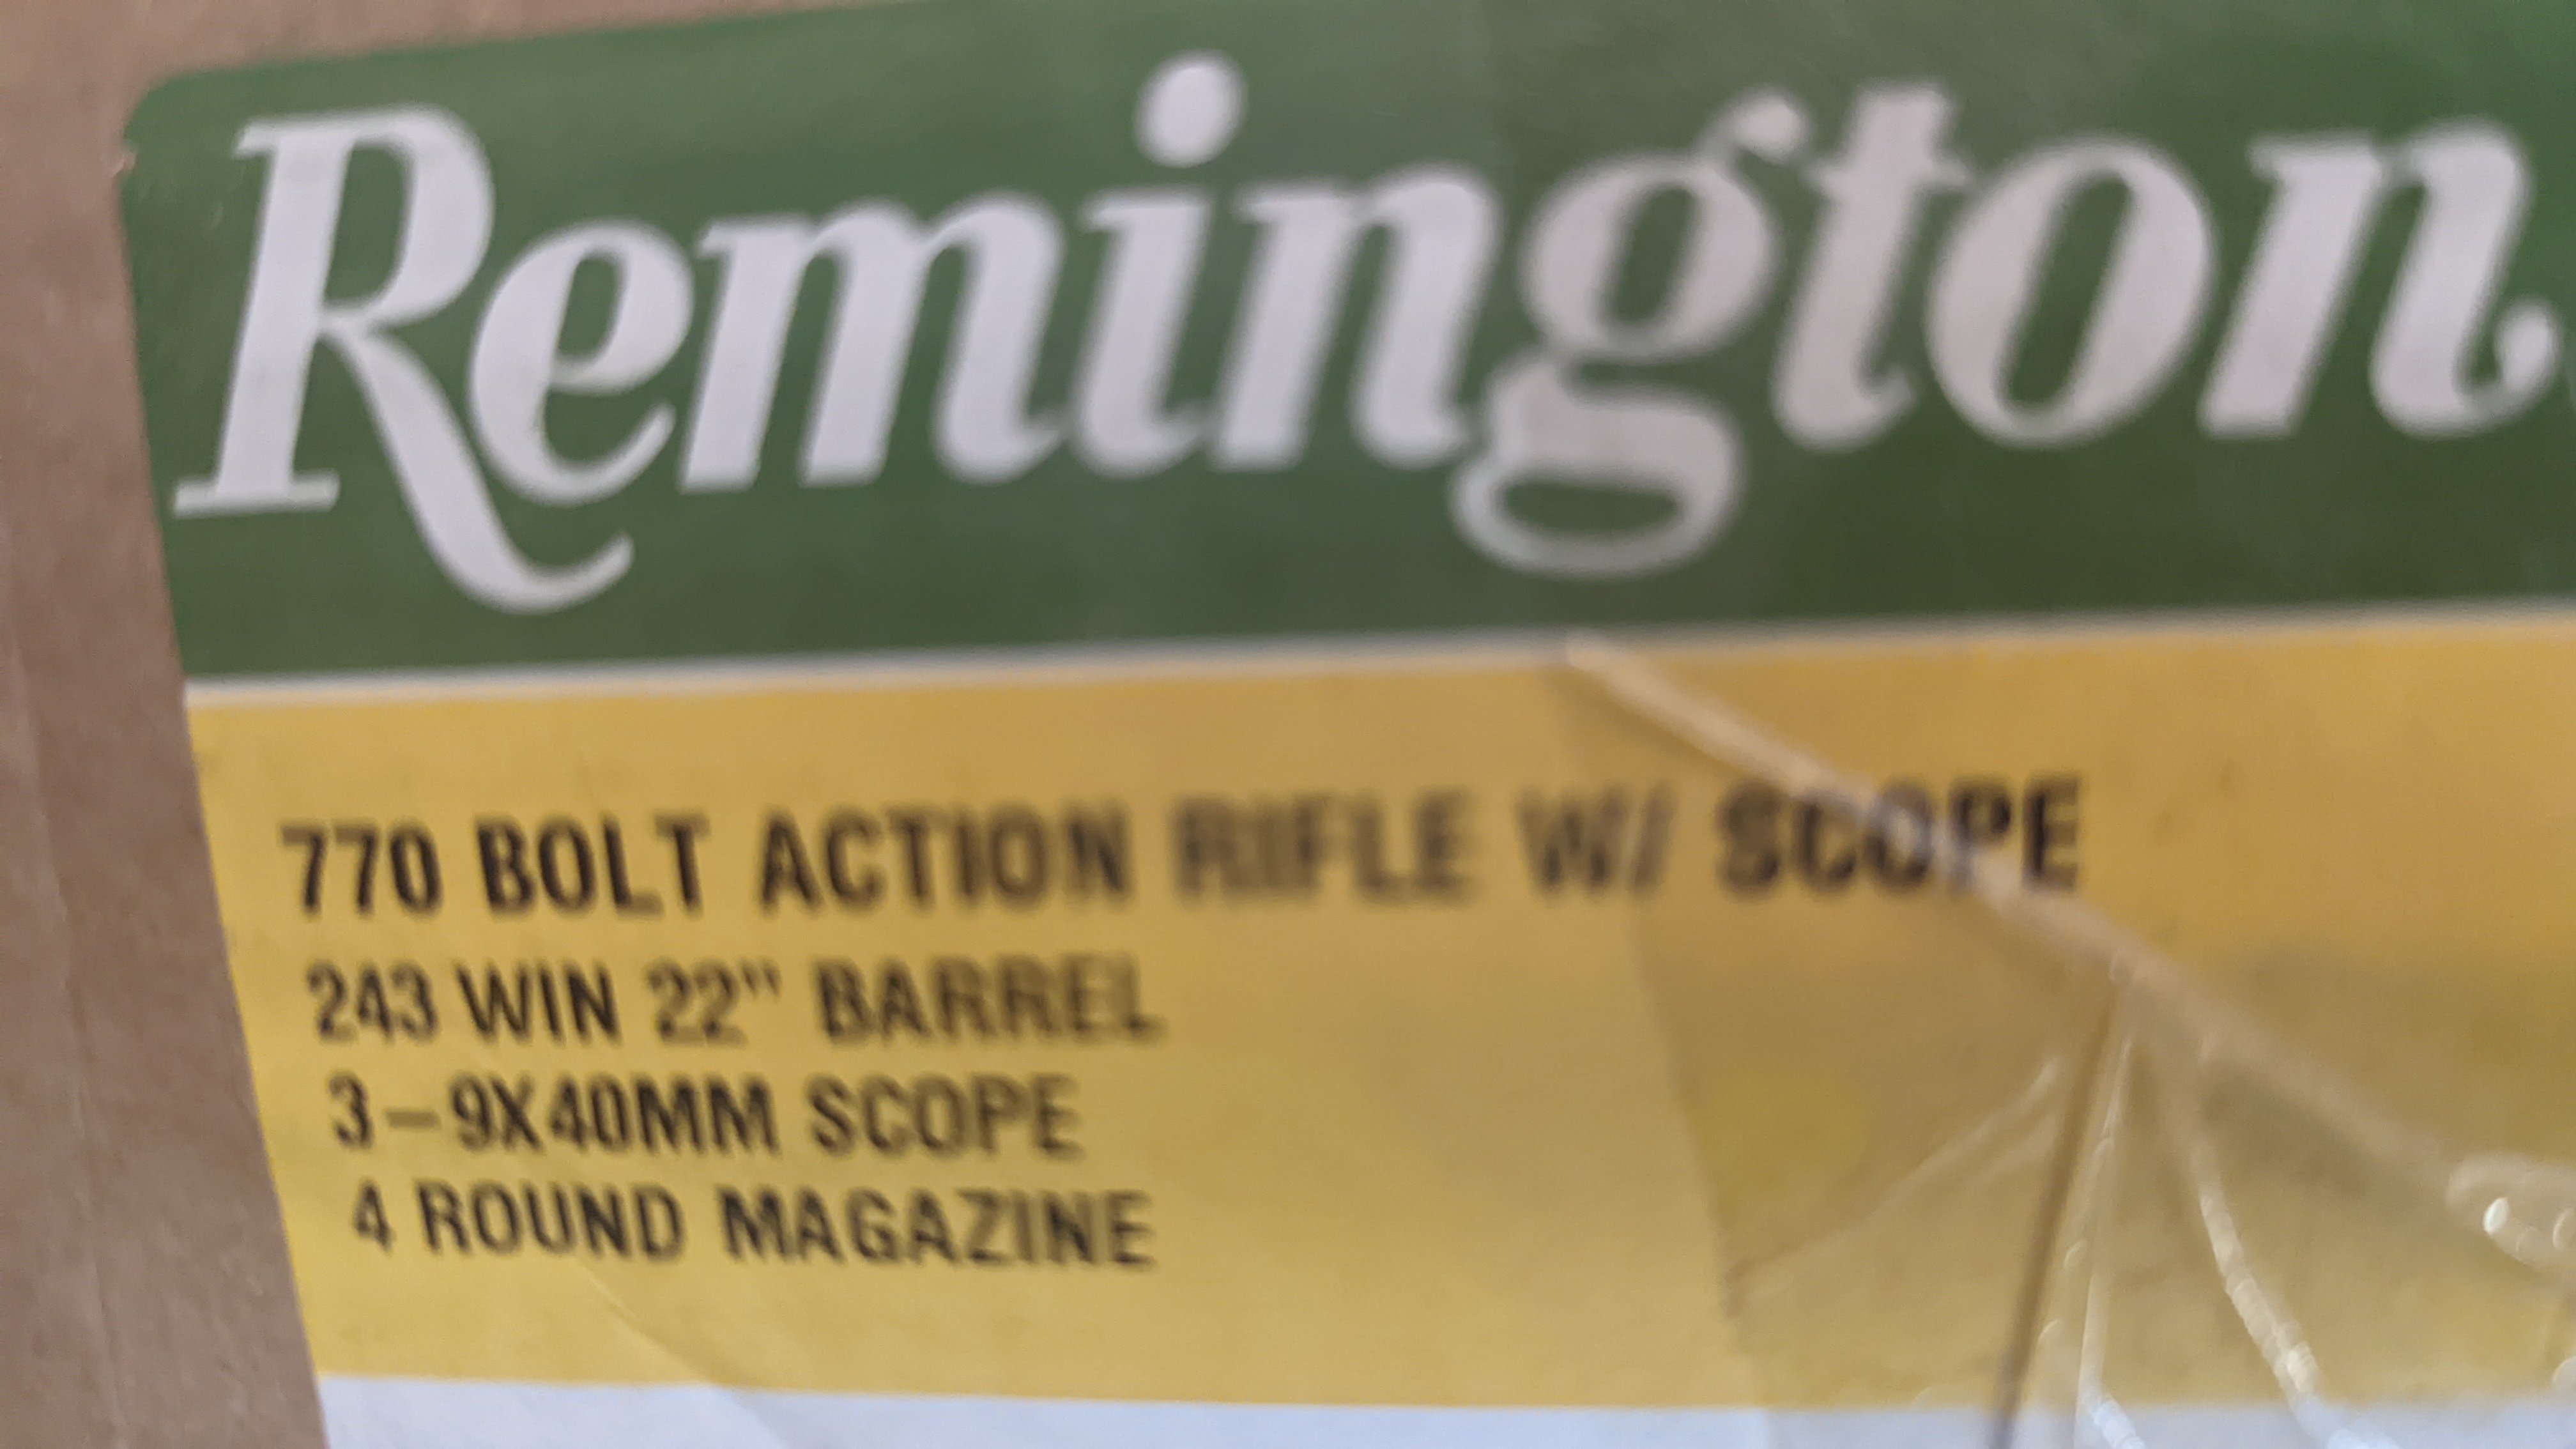 Remington
770 BOLT ACTION RIFLE W/ SCOPE
243 WIN 22" BARREL
3-9X40MM SCOPE
4 ROUND MAGAZINE